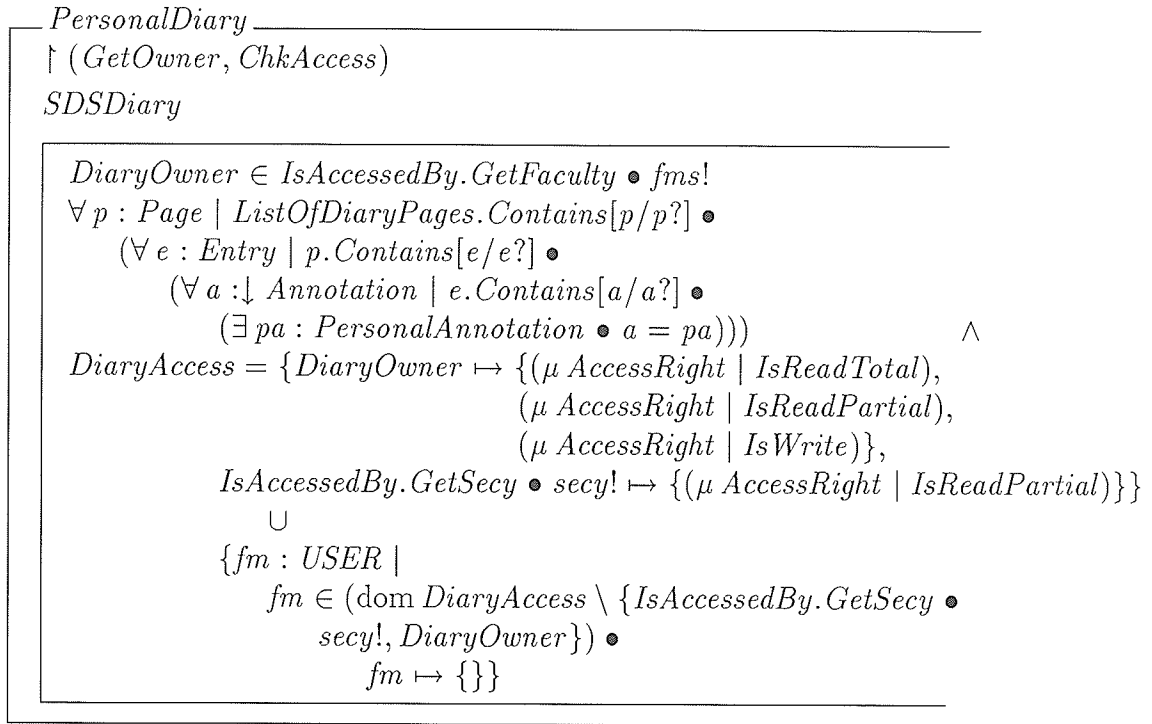 PersonalDiary
↾ (GetOwner, ChkAccess)
SDSDiary
DiaryOwner ∈ IsAccessedBy.GetFaculty • fms!
∀ p : Page | ListOfDiaryPages.Contains[p/p?] •
(∀ e : Entry | p.Contains[e/e?] •
(∀ a :↓ Annotation | e.Contains[a/a?] •
(∃ pa : PersonalAnnotation • a = pa))) ∧
DiaryAccess = {DiaryOwner ↦ {(μ AccessRight | IsReadTotal),
(μ AccessRight | IsReadPartial),
(μ AccessRight | IsWrite)},
IsAccessedBy.GetSecy • secy! ↦ {(μ AccessRight | IsReadPartial)}}
∪
{fm : USER |
fm ∈ (dom DiaryAccess \ {IsAccessedBy.GetSecy •
secy!, DiaryOwner}) •
fm ↦ {}}